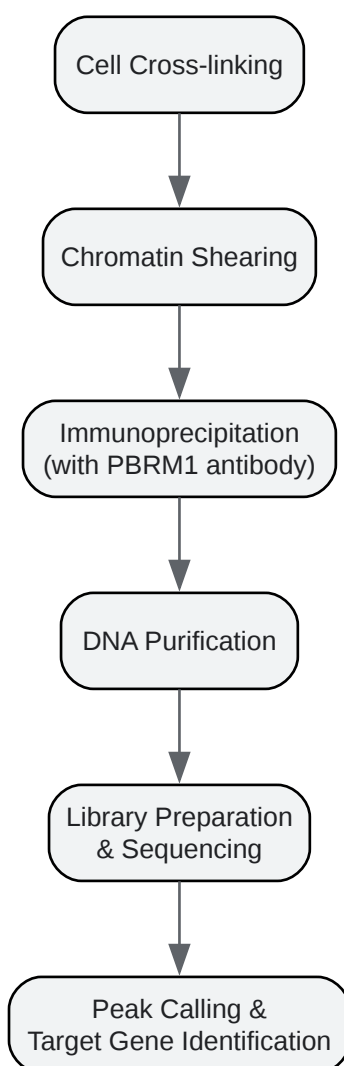 Cell Cross-linking
Chromatin Shearing
Immunoprecipitation
(with PBRM1 antibody)
DNA Purification
Library Preparation
& Sequencing
Peak Calling &
Target Gene Identification